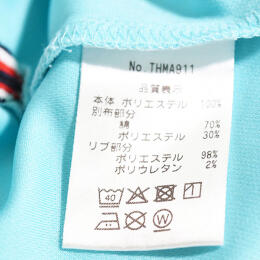 No.THMA911
品質表示
本体 ポリエステル 100%
別布部分
綿 70%
ポリエステル 30%
リブ部分
ポリエステル 98%
ポリウレタン 2%
40
W